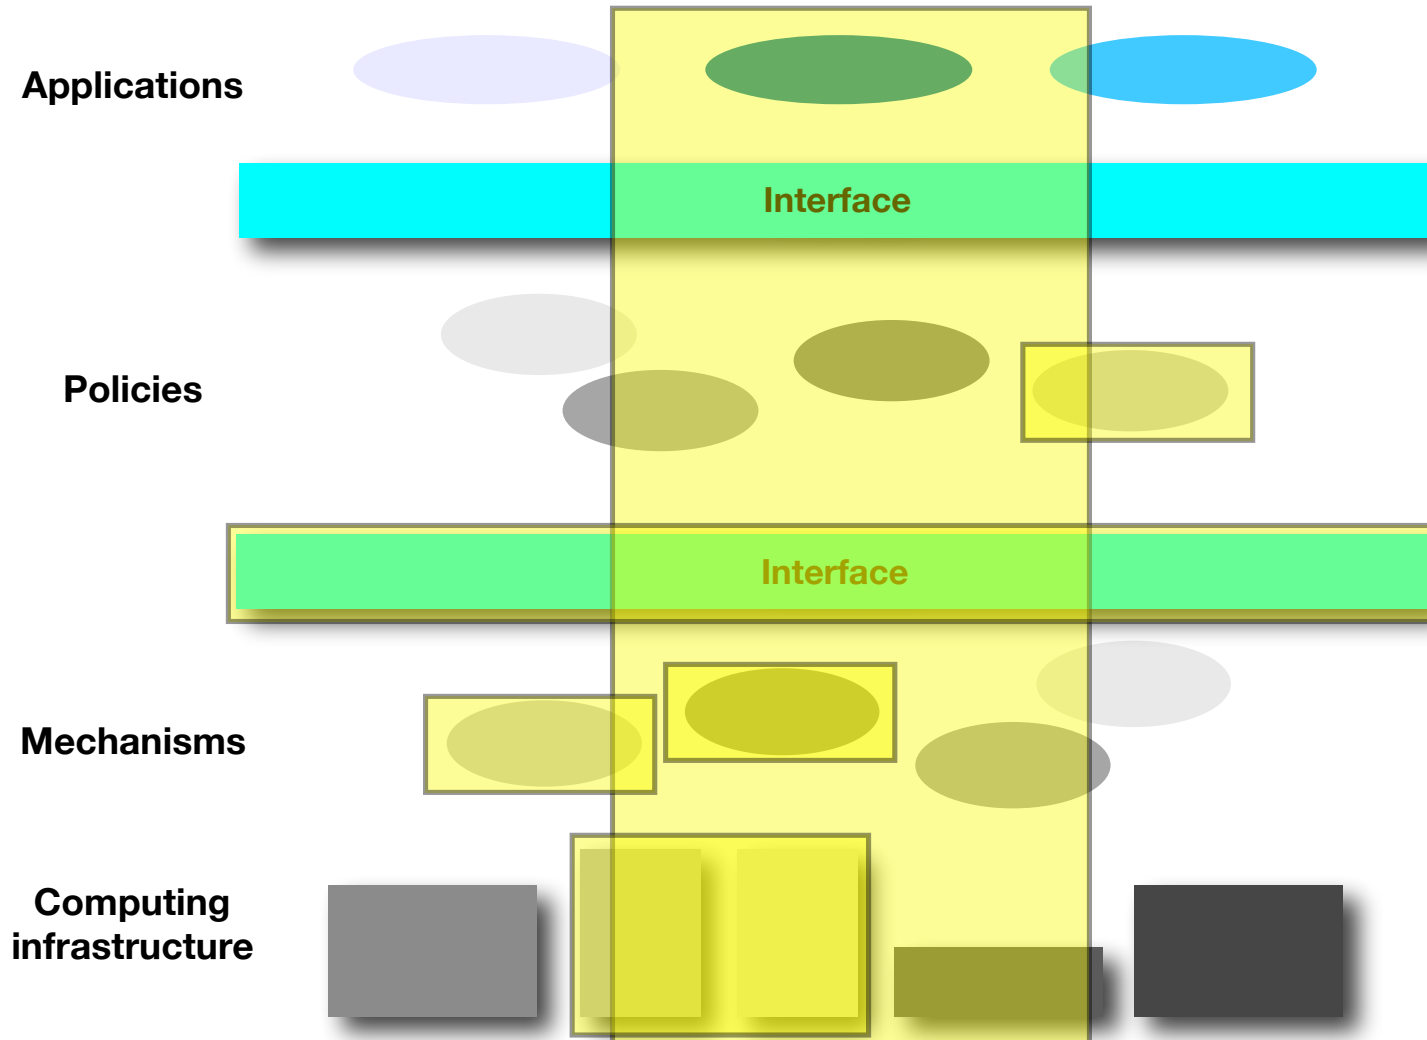 Applications
Interface
Policies
Interface
Mechanisms
Computing
infrastructure